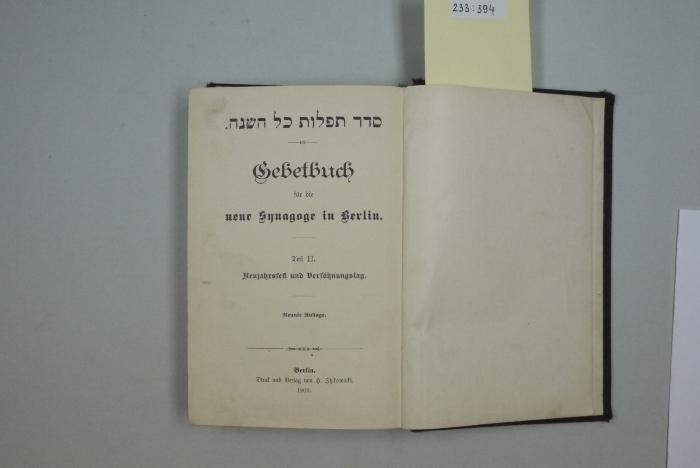 233:394
סדר תפלות כל השנה.
Gebetbuch
für die
neue Synagoge in Berlin.
Teil II.
Neujahrsfest und Versöhnungstag.
Neunte Auflage.
Berlin.
Druck und Verlag von H. Itzkowski.